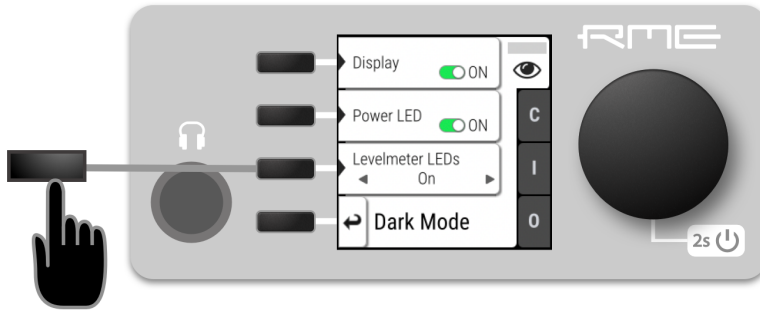 RME
Display
ON
Power LED
ON
C
Levelmeter LEDs
On
I
Dark Mode
O
2s